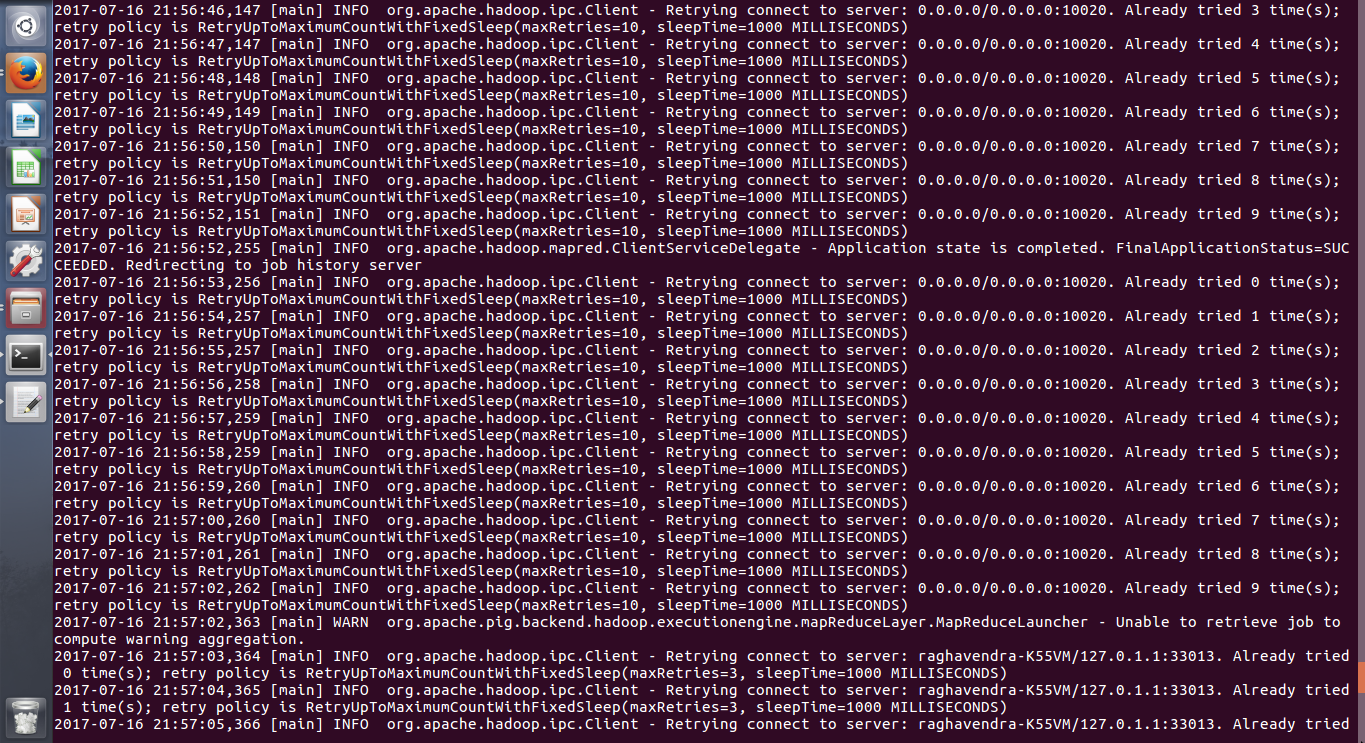 2017-07-16 21:56:46,147 [main] INFO  org.apache.hadoop.ipc.Client - Retrying connect to server: 0.0.0.0/0.0.0.0:10020. Already tried 3 time(s);
retry policy is RetryUpToMaximumCountWithFixedSleep(maxRetries=10, sleepTime=1000 MILLISECONDS)
2017-07-16 21:56:47,147 [main] INFO  org.apache.hadoop.ipc.Client - Retrying connect to server: 0.0.0.0/0.0.0.0:10020. Already tried 4 time(s);
retry policy is RetryUpToMaximumCountWithFixedSleep(maxRetries=10, sleepTime=1000 MILLISECONDS)
2017-07-16 21:56:48,148 [main] INFO  org.apache.hadoop.ipc.Client - Retrying connect to server: 0.0.0.0/0.0.0.0:10020. Already tried 5 time(s);
retry policy is RetryUpToMaximumCountWithFixedSleep(maxRetries=10, sleepTime=1000 MILLISECONDS)
2017-07-16 21:56:49,149 [main] INFO  org.apache.hadoop.ipc.Client - Retrying connect to server: 0.0.0.0/0.0.0.0:10020. Already tried 6 time(s);
retry policy is RetryUpToMaximumCountWithFixedSleep(maxRetries=10, sleepTime=1000 MILLISECONDS)
2017-07-16 21:56:50,150 [main] INFO  org.apache.hadoop.ipc.Client - Retrying connect to server: 0.0.0.0/0.0.0.0:10020. Already tried 7 time(s);
retry policy is RetryUpToMaximumCountWithFixedSleep(maxRetries=10, sleepTime=1000 MILLISECONDS)
2017-07-16 21:56:51,150 [main] INFO  org.apache.hadoop.ipc.Client - Retrying connect to server: 0.0.0.0/0.0.0.0:10020. Already tried 8 time(s);
retry policy is RetryUpToMaximumCountWithFixedSleep(maxRetries=10, sleepTime=1000 MILLISECONDS)
2017-07-16 21:56:52,151 [main] INFO  org.apache.hadoop.ipc.Client - Retrying connect to server: 0.0.0.0/0.0.0.0:10020. Already tried 9 time(s);
retry policy is RetryUpToMaximumCountWithFixedSleep(maxRetries=10, sleepTime=1000 MILLISECONDS)
2017-07-16 21:56:52,255 [main] INFO  org.apache.hadoop.mapred.ClientServiceDelegate - Application state is completed. FinalApplicationStatus=SUC
CEEDED. Redirecting to job history server
2017-07-16 21:56:53,256 [main] INFO  org.apache.hadoop.ipc.Client - Retrying connect to server: 0.0.0.0/0.0.0.0:10020. Already tried 0 time(s);
retry policy is RetryUpToMaximumCountWithFixedSleep(maxRetries=10, sleepTime=1000 MILLISECONDS)
2017-07-16 21:56:54,257 [main] INFO  org.apache.hadoop.ipc.Client - Retrying connect to server: 0.0.0.0/0.0.0.0:10020. Already tried 1 time(s);
retry policy is RetryUpToMaximumCountWithFixedSleep(maxRetries=10, sleepTime=1000 MILLISECONDS)
2017-07-16 21:56:55,257 [main] INFO  org.apache.hadoop.ipc.Client - Retrying connect to server: 0.0.0.0/0.0.0.0:10020. Already tried 2 time(s);
retry policy is RetryUpToMaximumCountWithFixedSleep(maxRetries=10, sleepTime=1000 MILLISECONDS)
2017-07-16 21:56:56,258 [main] INFO  org.apache.hadoop.ipc.Client - Retrying connect to server: 0.0.0.0/0.0.0.0:10020. Already tried 3 time(s);
retry policy is RetryUpToMaximumCountWithFixedSleep(maxRetries=10, sleepTime=1000 MILLISECONDS)
2017-07-16 21:56:57,259 [main] INFO  org.apache.hadoop.ipc.Client - Retrying connect to server: 0.0.0.0/0.0.0.0:10020. Already tried 4 time(s);
retry policy is RetryUpToMaximumCountWithFixedSleep(maxRetries=10, sleepTime=1000 MILLISECONDS)
2017-07-16 21:56:58,259 [main] INFO  org.apache.hadoop.ipc.Client - Retrying connect to server: 0.0.0.0/0.0.0.0:10020. Already tried 5 time(s);
retry policy is RetryUpToMaximumCountWithFixedSleep(maxRetries=10, sleepTime=1000 MILLISECONDS)
2017-07-16 21:56:59,260 [main] INFO  org.apache.hadoop.ipc.Client - Retrying connect to server: 0.0.0.0/0.0.0.0:10020. Already tried 6 time(s);
retry policy is RetryUpToMaximumCountWithFixedSleep(maxRetries=10, sleepTime=1000 MILLISECONDS)
2017-07-16 21:57:00,260 [main] INFO  org.apache.hadoop.ipc.Client - Retrying connect to server: 0.0.0.0/0.0.0.0:10020. Already tried 7 time(s);
retry policy is RetryUpToMaximumCountWithFixedSleep(maxRetries=10, sleepTime=1000 MILLISECONDS)
2017-07-16 21:57:01,261 [main] INFO  org.apache.hadoop.ipc.Client - Retrying connect to server: 0.0.0.0/0.0.0.0:10020. Already tried 8 time(s);
retry policy is RetryUpToMaximumCountWithFixedSleep(maxRetries=10, sleepTime=1000 MILLISECONDS)
2017-07-16 21:57:02,262 [main] INFO  org.apache.hadoop.ipc.Client - Retrying connect to server: 0.0.0.0/0.0.0.0:10020. Already tried 9 time(s);
retry policy is RetryUpToMaximumCountWithFixedSleep(maxRetries=10, sleepTime=1000 MILLISECONDS)
2017-07-16 21:57:02,363 [main] WARN  org.apache.pig.backend.hadoop.executionengine.mapReduceLayer.MapReduceLauncher - Unable to retrieve job to
compute warning aggregation.
2017-07-16 21:57:03,364 [main] INFO  org.apache.hadoop.ipc.Client - Retrying connect to server: raghavendra-K55VM/127.0.1.1:33013. Already tried
 0 time(s); retry policy is RetryUpToMaximumCountWithFixedSleep(maxRetries=3, sleepTime=1000 MILLISECONDS)
2017-07-16 21:57:04,365 [main] INFO  org.apache.hadoop.ipc.Client - Retrying connect to server: raghavendra-K55VM/127.0.1.1:33013. Already tried
 1 time(s); retry policy is RetryUpToMaximumCountWithFixedSleep(maxRetries=3, sleepTime=1000 MILLISECONDS)
2017-07-16 21:57:05,366 [main] INFO  org.apache.hadoop.ipc.Client - Retrying connect to server: raghavendra-K55VM/127.0.1.1:33013. Already tried